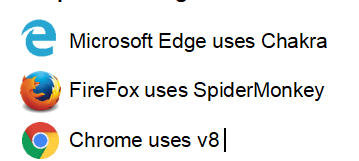 Microsoft Edge uses Chakra
FireFox uses SpiderMonkey
Chrome uses v8